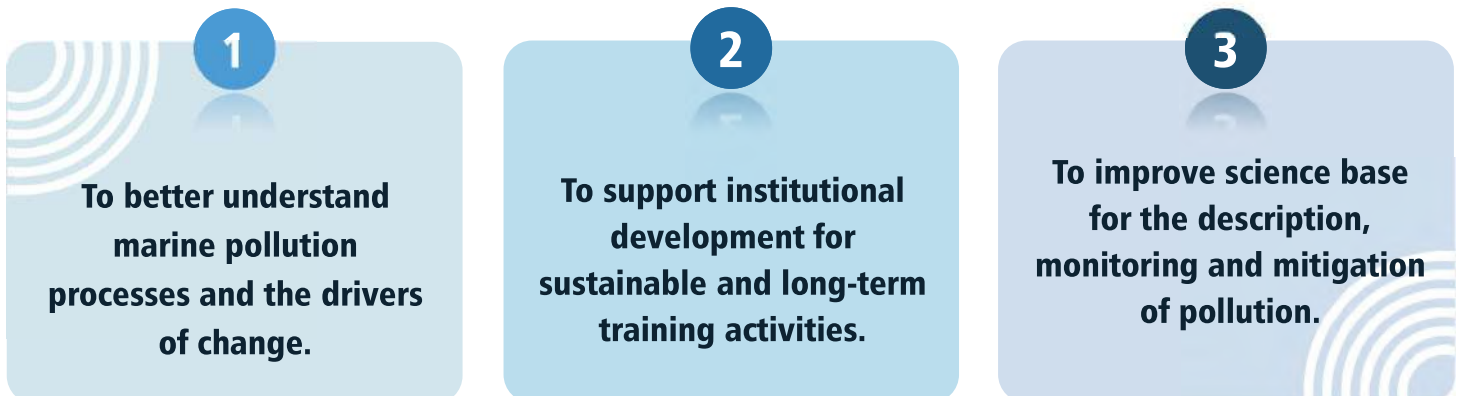 1
To better understand
marine pollution
processes and the drivers
of change.
2
To support institutional
development for
sustainable and long-term
training activities.
3
To improve science base
for the description,
monitoring and mitigation
of pollution.